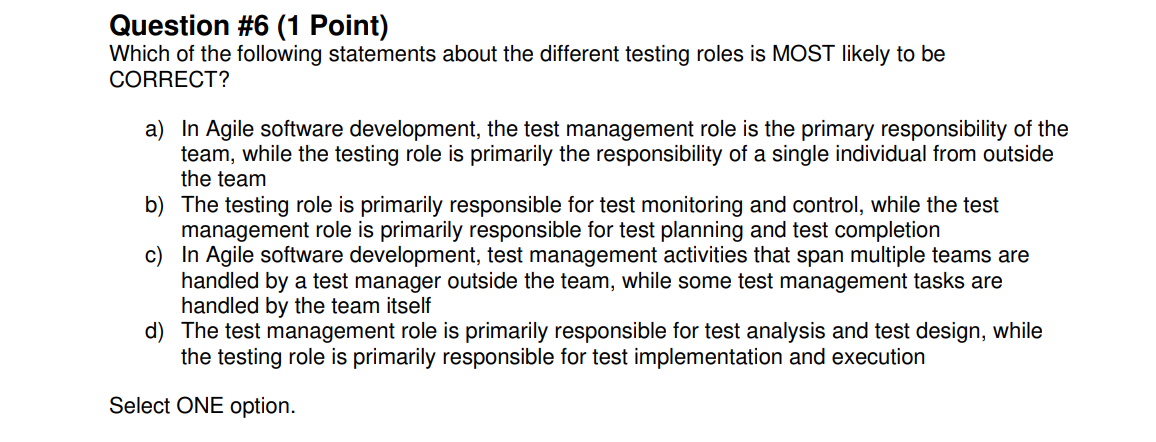 Question #6 (1 Point)
Which of the following statements about the different testing roles is MOST likely to be
CORRECT?
a) In Agile software development, the test management role is the primary responsibility of the
team, while the testing role is primarily the responsibility of a single individual from outside
the team
b) The testing role is primarily responsible for test monitoring and control, while the test
management role is primarily responsible for test planning and test completion
c) In Agile software development, test management activities that span multiple teams are
handled by a test manager outside the team, while some test management tasks are
handled by the team itself
d) The test management role is primarily responsible for test analysis and test design, while
the testing role is primarily responsible for test implementation and execution
Select ONE option.